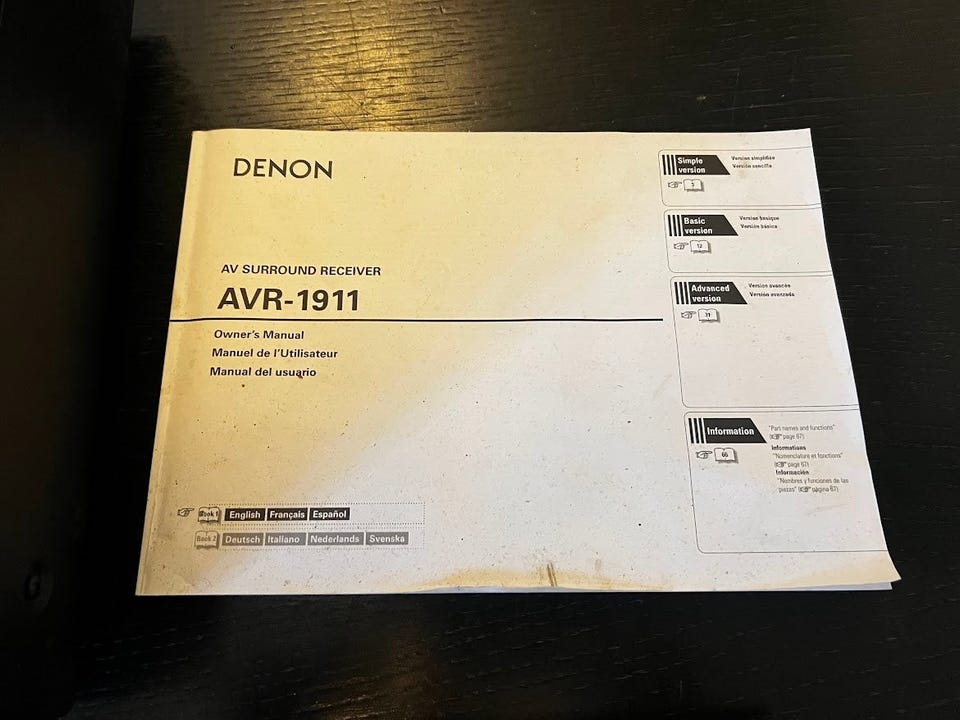 DENON
AV SURROUND RECEIVER
AVR-1911
Owner's Manual
Manuel de l'Utilisateur
Manual del usuario
Book 1 English Français Español
Book 2 Deutsch Italiano Nederlands Svenska
Simple version
Version simplifiée
Versión sencilla
5
Basic version
Version basique
Versión básica
12
Advanced version
Version avancée
Versión avanzada
31
Information
66
"Part names and functions"
(page 67)
Informations
"Nomenclature et fonctions"
(page 67)
Información
"Nombres y funciones de las
piezas" (página 67)